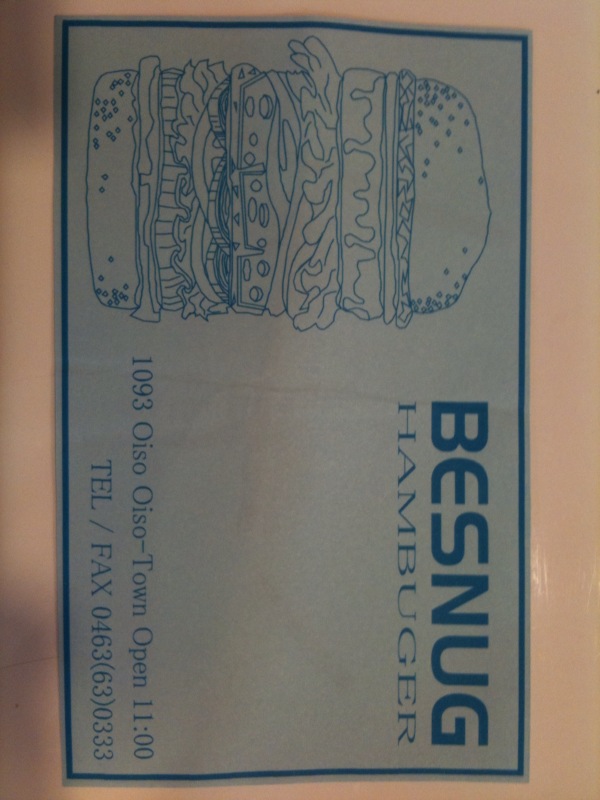 BESNUG
HAMBUGER
1093 Oiso Oiso-Town Open 11:00
TEL / FAX 0463(63)0333